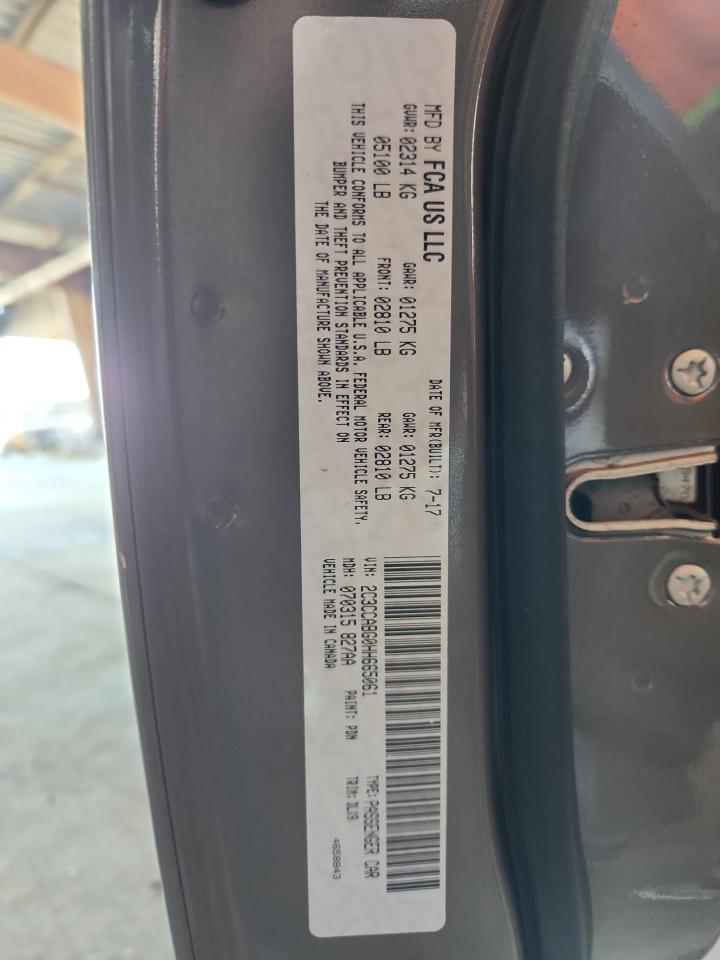 MFD BY FCA US LLC DATE OF MFR(BUILT): 7-17
GVWR: 02314 KG GAWR: 01275 KG GAWR: 01275 KG
05100 LB FRONT: 02810 LB REAR: 02810 LB
THIS VEHICLE CONFORMS TO ALL APPLICABLE U.S.A. FEDERAL MOTOR VEHICLE SAFETY,
BUMPER AND THEFT PREVENTION STANDARDS IN EFFECT ON
THE DATE OF MANUFACTURE SHOWN ABOVE.
VIN: 2C3CCABG0HH665061 TYPE: PASSENGER CAR
MDH: 070315 827AA PAINT: PDN TRIM:
VEHICLE MADE IN CANADA 4658843